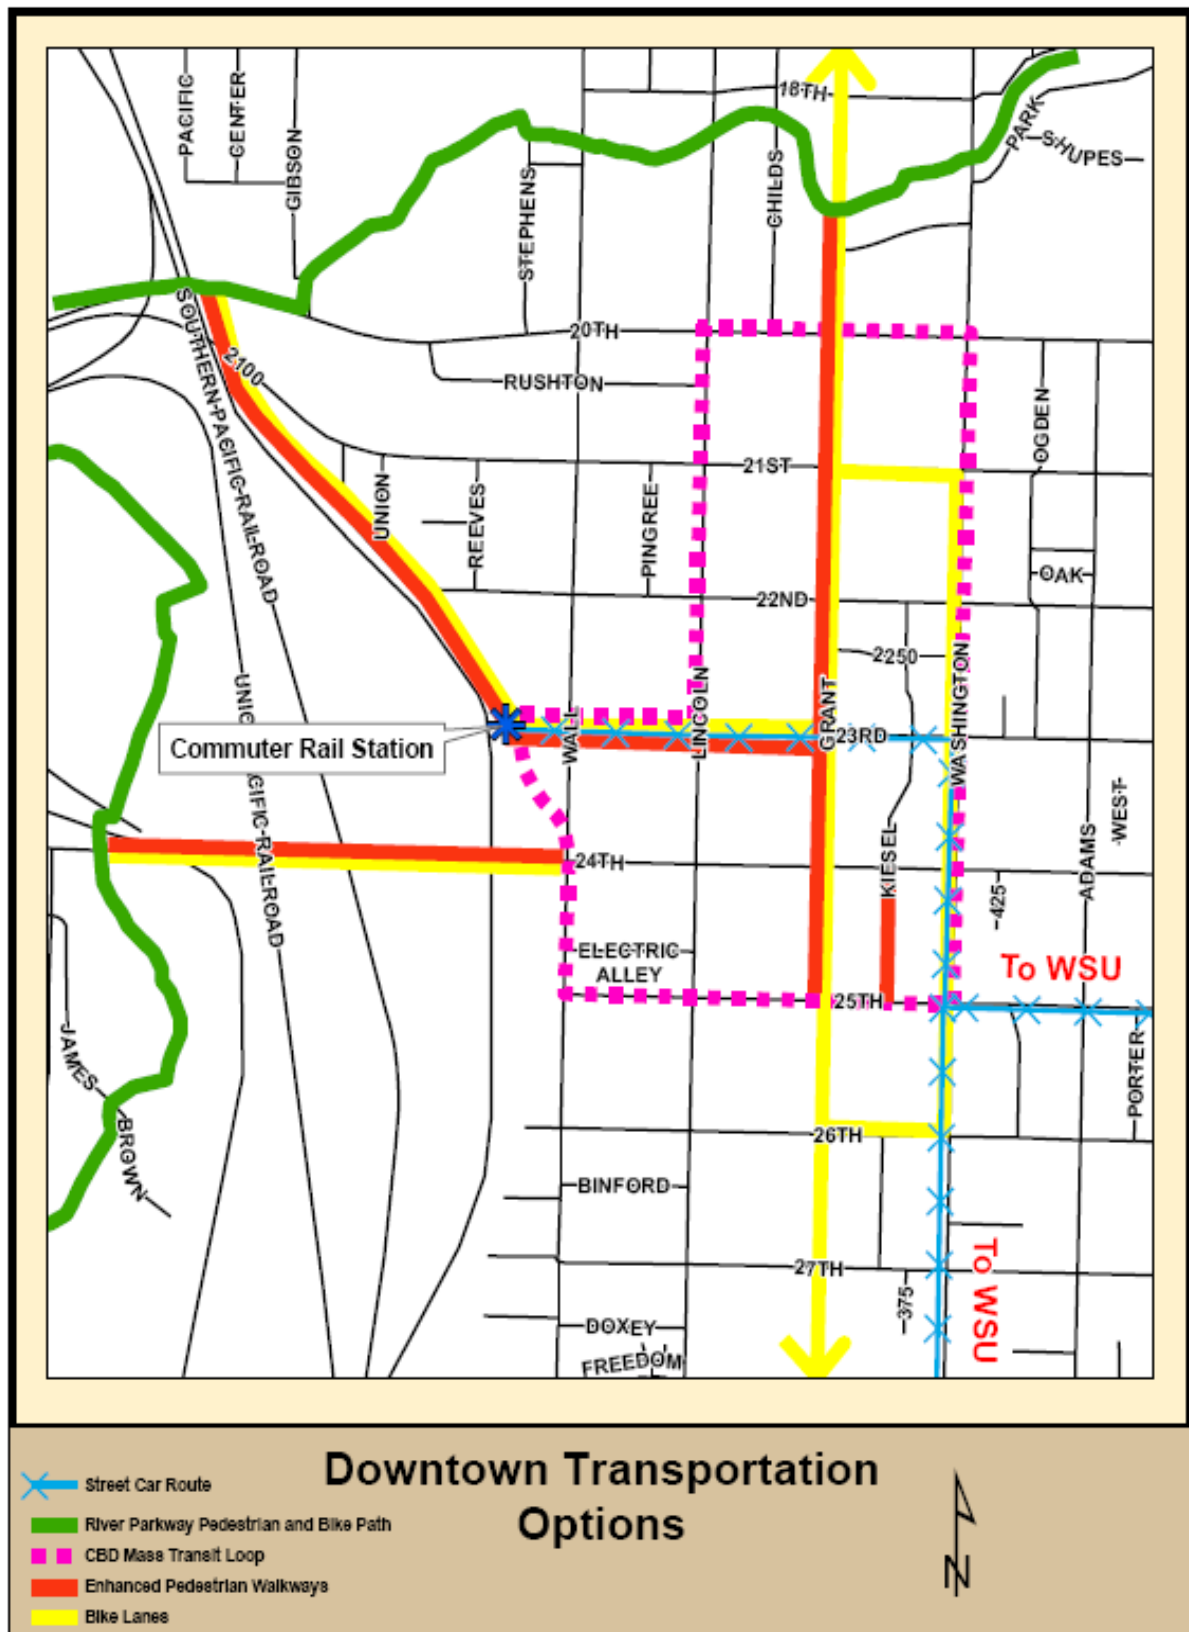 18TH
PACIFIC
CENTER
GIBSON
PARK
SHUPES
STEPHENS
CHILDS
20TH
2100
RUSHTON
SOUTHERN PACIFIC RAILROAD
OGDEN
21ST
UNION
REEVES
PINGREE
OAK
22ND
2250
UNION PACIFIC RAILROAD
Commuter Rail Station
WALL
LINCOLN
GRANT
23RD
WASHINGTON
WEST
24TH
KIESEL
ADAMS
425
ELECTRIC
ALLEY
To WSU
25TH
JAMES
BROWN
PORTER
26TH
BINFORD
27TH
To WSU
375
DOXEY
FREEDOM
Downtown Transportation
Options
Street Car Route
River Parkway Pedestrian and Bike Path
CBD Mass Transit Loop
Enhanced Pedestrian Walkways
Bike Lanes
N